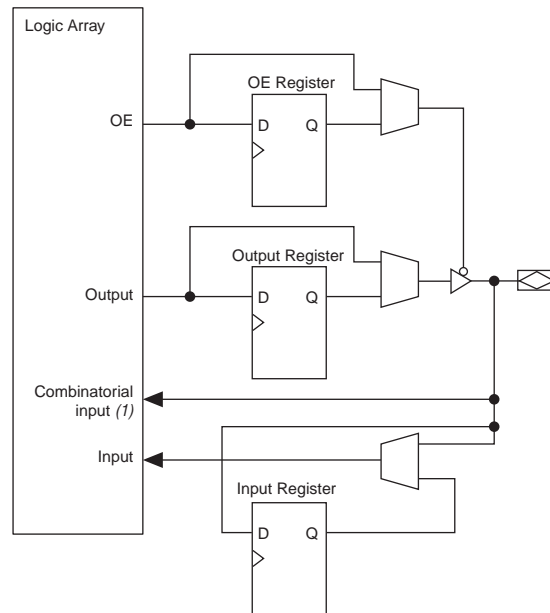 Logic Array
OE Register
OE
D Q
Output Register
Output
D Q
Combinatorial
input (1)
Input
Input Register
D Q